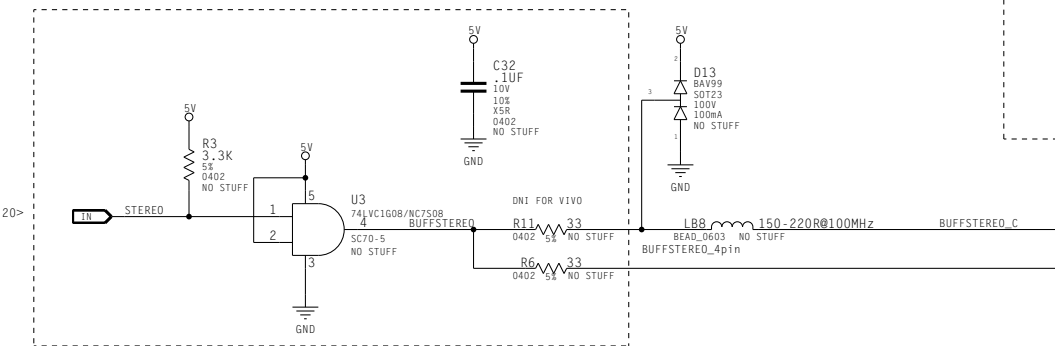 5V
C32
.1UF
10V
10%
X5R
0402
NO STUFF
GND
5V
2
D13
BAV99
SOT23
100V
100mA
NO STUFF
3
1
GND
5V
R3
3.3K
5%
0402
NO STUFF
5V
20>
IN
STEREO
1
2
5
4
3
U3
74LVC1G08/NC7S08
SC70-5
NO STUFF
GND
BUFFSTEREO
DNI FOR VIVO
R11 33
0402 5% NO STUFF
R6 33
0402 5% NO STUFF
LB8 150-220R@100MHz
BEAD_0603 NO STUFF
BUFFSTEREO_4pin
BUFFSTEREO_C